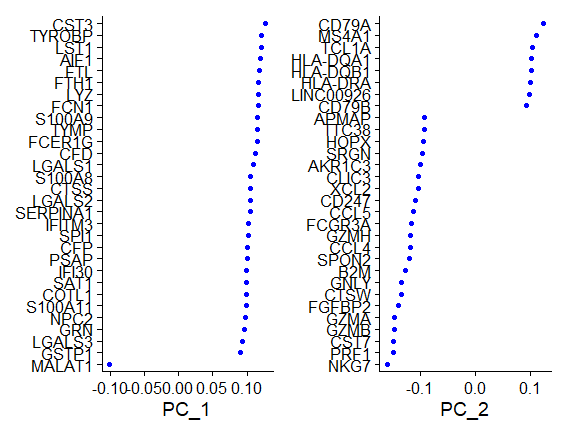 CST3
TYROBP
LST1
AIF1
FTL
FTH1
LYZ
FCN1
S100A9
TYMP
FCER1G
CFD
LGALS1
S100A8
CTSS
LGALS2
SERPINA1
IFITM3
SPI1
CFP
PSAP
IFI30
SAT1
COTL1
S100A11
NPC2
GRN
LGALS3
GSTP1
MALAT1
-0.10 -0.05 0.00 0.05 0.10
PC_1
CD79A
MS4A1
TCL1A
HLA-DQA1
HLA-DQB1
HLA-DRA
LINC00926
CD79B
APMAP
TTC38
HOPX
SRGN
AKR1C3
CLIC3
XCL2
CD247
CCL5
FCGR3A
GZMH
CCL4
SPON2
B2M
GNLY
CTSW
FGFBP2
GZMA
GZMB
CST7
PRF1
NKG7
-0.1 0.0 0.1
PC_2